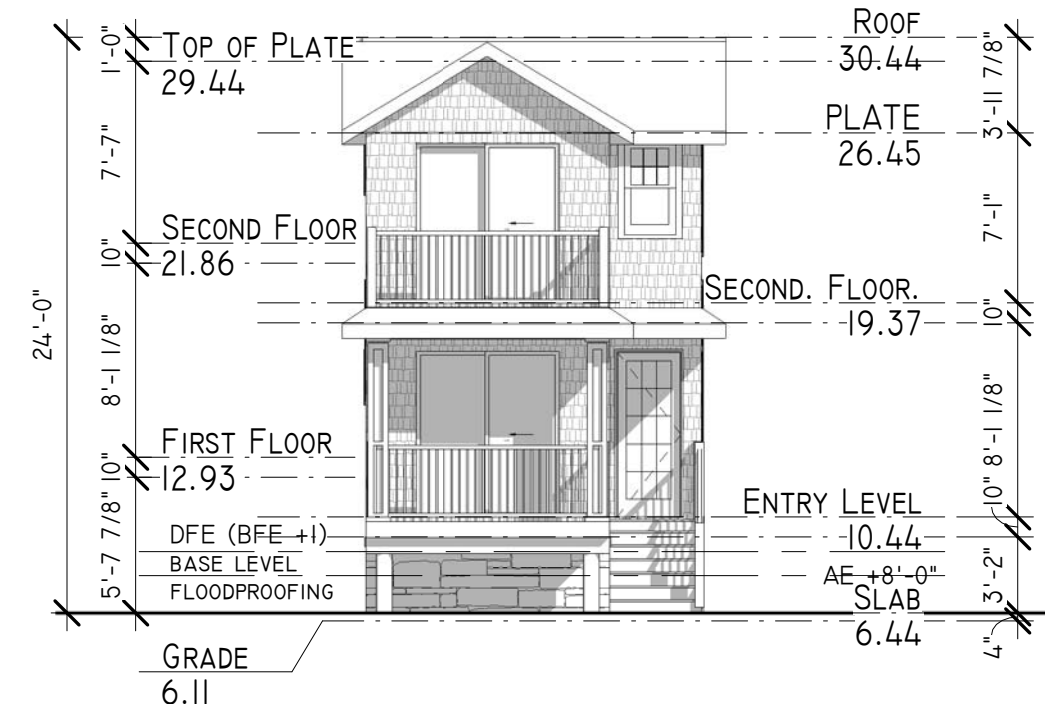 TOP OF PLATE
29.44
SECOND FLOOR
21.86
FIRST FLOOR
12.93
DFE (BFE +1)
BASE LEVEL
FLOODPROOFING
GRADE
6.11
24'-0"
1'-0"
7'-7"
10"
8'-1 1/8"
10"
5'-7 7/8"
ROOF
30.44
PLATE
26.45
SECOND. FLOOR.
19.37
ENTRY LEVEL
10.44
AE +8'-0"
SLAB
6.44
3'-11 7/8"
7'-1"
10"
8'-1 1/8"
10"
3'-2"
4"